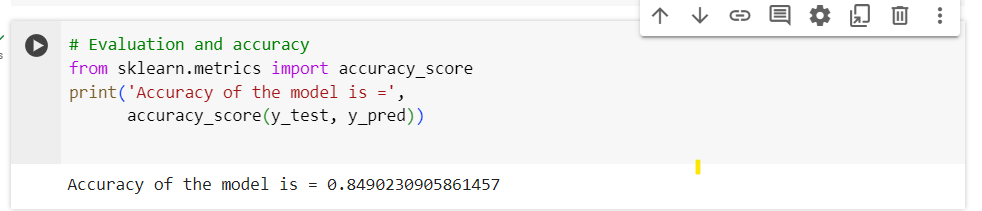 # Evaluation and accuracy
from sklearn.metrics import accuracy_score
print('Accuracy of the model is =',
      accuracy_score(y_test, y_pred))
Accuracy of the model is = 0.8490230905861457